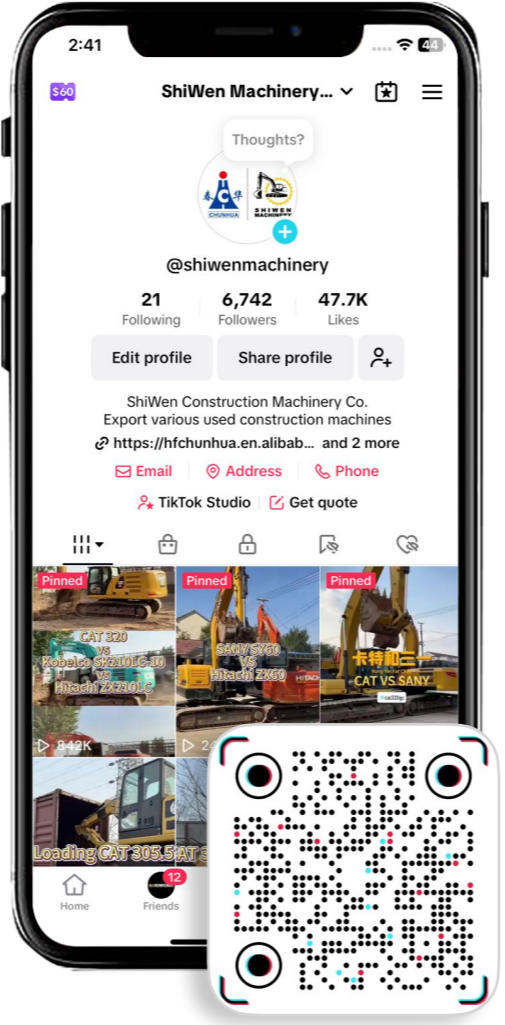 2:41
44
$60
ShiWen Machinery...
Thoughts?
春 华
CHUNHUA
SHIWEN
MACHINERY
@shiwenmachinery
21 6,742 47.7K
Following Followers Likes
Edit profile Share profile
ShiWen Construction Machinery Co.
Export various used construction machines
https://hfchunhua.en.alibab... and 2 more
Email Address Phone
TikTok Studio Get quote
Pinned Pinned Pinned
CAT 320
VS
Kobelco SK210LC-10
VS
Hitachi ZX210LC
842K
SANY SY60
VS
Hitachi ZX60
HITACHI
卡特和三一
CAT VS SANY
Loading CAT 305.5
12
Home Friends